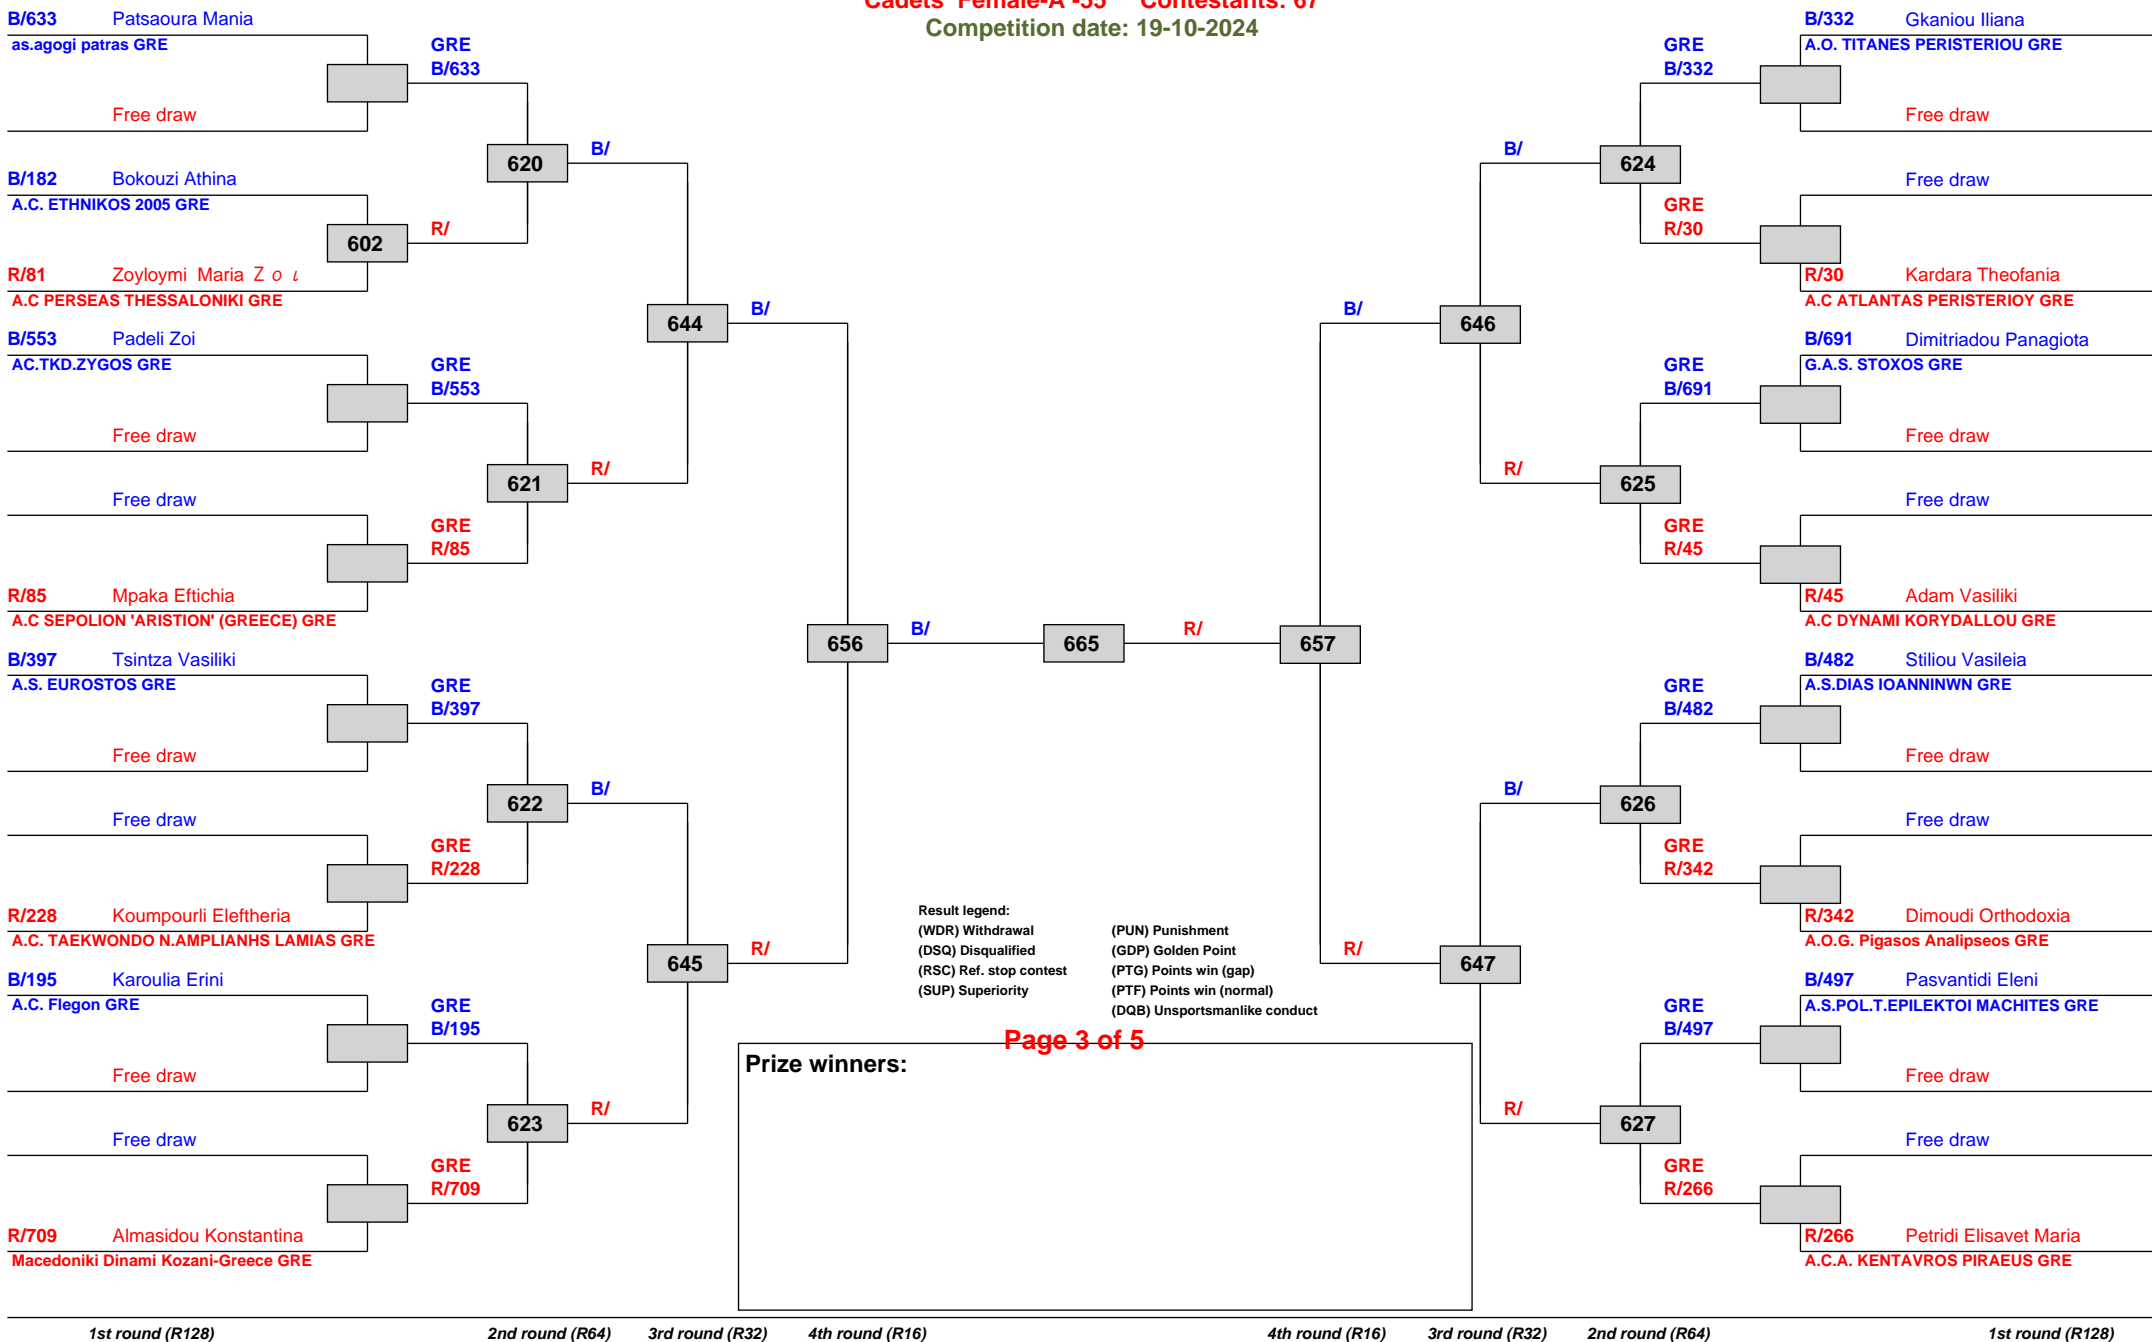 Cadets Female-A -55 Contestants: 67
Competition date: 19-10-2024
B/633 Patsaoura Mania
as.agogi patras GRE
GRE
B/633
Free draw
620
B/
B/182 Bokouzi Athina
A.C. ETHNIKOS 2005 GRE
602
R/
R/81 Zoyloymi Maria Ζοι
A.C PERSEAS THESSALONIKI GRE
644
B/
B/553 Padeli Zoi
AC.TKD.ZYGOS GRE
GRE
B/553
Free draw
621
R/
Free draw
GRE
R/85
R/85 Mpaka Eftichia
A.C SEPOLION 'ARISTION' (GREECE) GRE
656
B/
665
R/
657
B/397 Tsintza Vasiliki
A.S. EUROSTOS GRE
GRE
B/397
Free draw
622
B/
Free draw
GRE
R/228
R/228 Koumpourli Eleftheria
A.C. TAEKWONDO N.AMPLIANHS LAMIAS GRE
645
R/
B/195 Karoulia Erini
A.C. Flegon GRE
GRE
B/195
Free draw
623
R/
Free draw
GRE
R/709
R/709 Almasidou Konstantina
Macedoniki Dinami Kozani-Greece GRE
B/332 Gkaniou Iliana
A.O. TITANES PERISTERIOU GRE
GRE
B/332
Free draw
B/
624
Free draw
GRE
R/30
R/30 Kardara Theofania
A.C ATLANTAS PERISTERIOY GRE
B/
646
B/691 Dimitriadou Panagiota
G.A.S. STOXOS GRE
GRE
B/691
Free draw
R/
625
Free draw
GRE
R/45
R/45 Adam Vasiliki
A.C DYNAMI KORYDALLOU GRE
B/482 Stiliou Vasileia
A.S.DIAS IOANNINWN GRE
GRE
B/482
Free draw
B/
626
Free draw
GRE
R/342
R/342 Dimoudi Orthodoxia
A.O.G. Pigasos Analipseos GRE
R/
647
B/497 Pasvantidi Eleni
A.S.POL.T.EPILEKTOI MACHITES GRE
GRE
B/497
Free draw
R/
627
Free draw
GRE
R/266
R/266 Petridi Elisavet Maria
A.C.A. KENTAVROS PIRAEUS GRE
Result legend:
(WDR) Withdrawal (PUN) Punishment
(DSQ) Disqualified (GDP) Golden Point
(RSC) Ref. stop contest (PTG) Points win (gap)
(SUP) Superiority (PTF) Points win (normal)
(DQB) Unsportsmanlike conduct
Page 3 of 5
Prize winners:
1st round (R128) 2nd round (R64) 3rd round (R32) 4th round (R16) 4th round (R16) 3rd round (R32) 2nd round (R64) 1st round (R128)